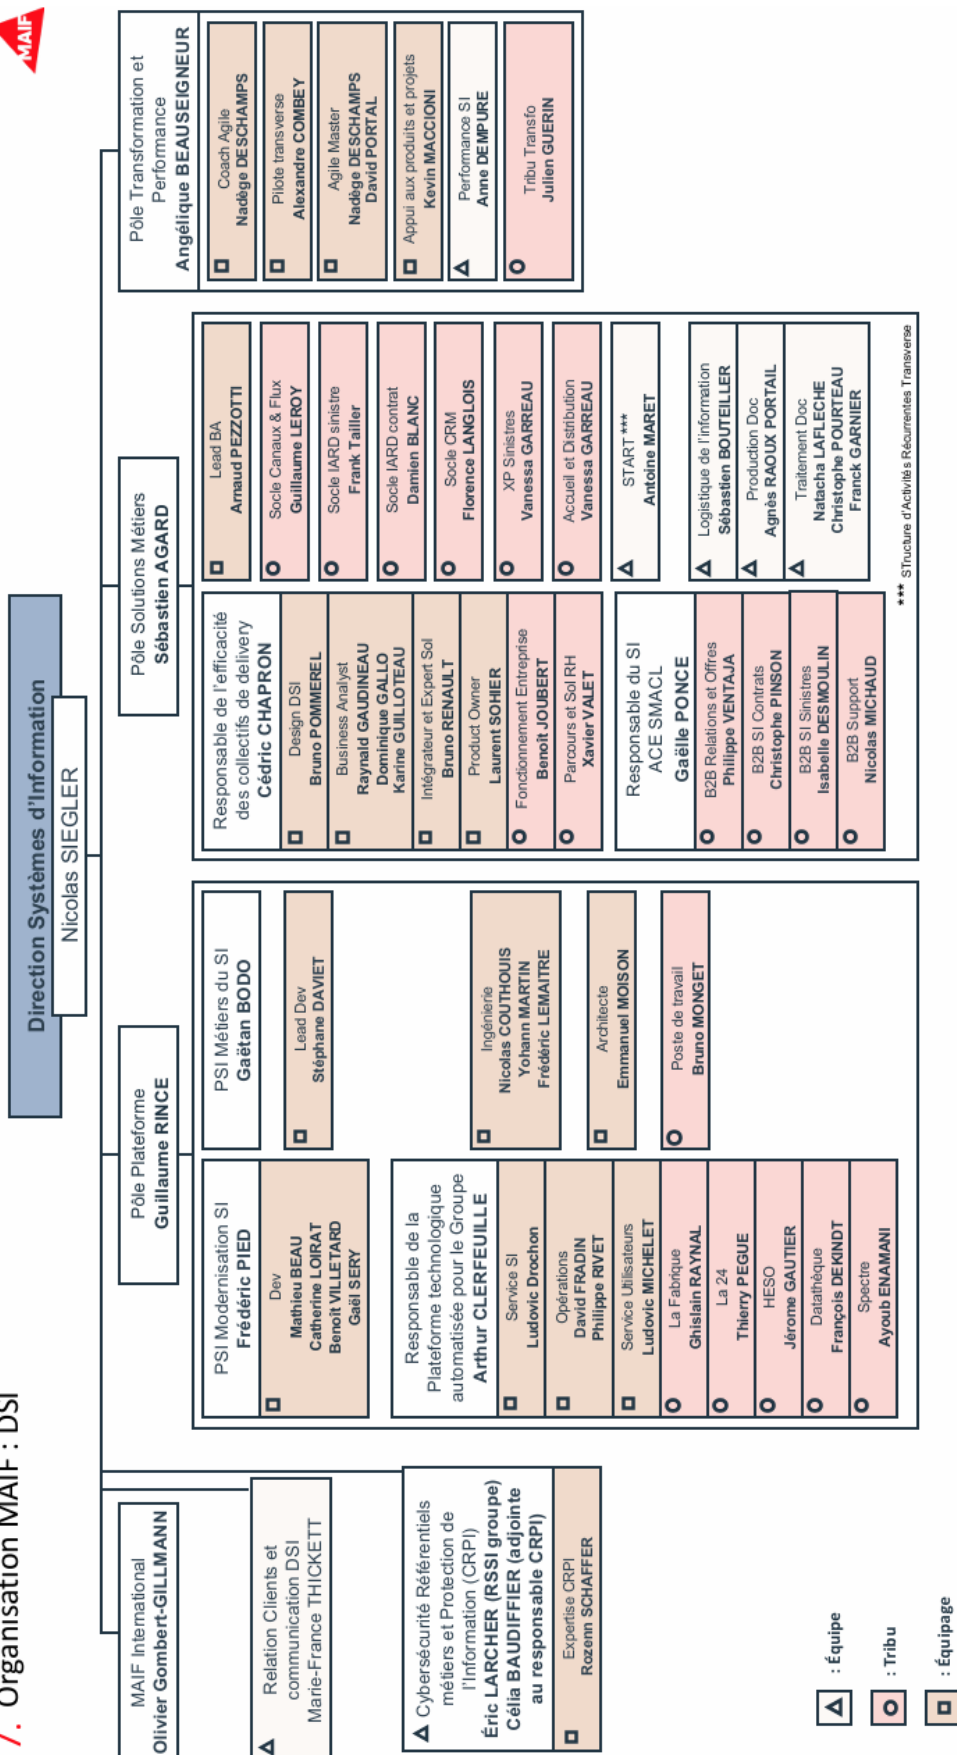 7. Organisation MAIF : DSI
MAIF
Direction Systèmes d'Information
Nicolas SIEGLER
MAIF International
Olivier Gombert-GILLMANN
Relation Clients et
communication DSI
Marie-France THICKETT
Cybersécurité Référentiels
métiers et Protection de
l'Information (CRPI)
Éric LARCHER (RSSI groupe)
Célia BAUDIFFIER (adjointe
au responsable CRPI)
Expertise CRPI
Rozenn SCHAFFER
Pôle Plateforme
Guillaume RINCE
PSI Modernisation SI
Frédéric PIED
Dev
Mathieu BEAU
Catherine LOIRAT
Benoît VILLETARD
Gaël SERY
Responsable de la
Plateforme technologique
automatisée pour le Groupe
Arthur CLERFEUILLE
Service SI
Ludovic Drochon
Opérations
David FRADIN
Philippe RIVET
Service Utilisateurs
Ludovic MICHELET
La Fabrique
Ghislain RAYNAL
La 24
Thierry PEGUE
HESO
Jérome GAUTIER
Datathèque
François DEKINDT
Spectre
Ayoub ENAMANI
PSI Métiers du SI
Gaëtan BODO
Lead Dev
Stéphane DAVIET
Ingénierie
Nicolas COUTHOUIS
Yohann MARTIN
Frédéric LEMAITRE
Architecte
Emmanuel MOISON
Poste de travail
Bruno MONGET
Pôle Solutions Métiers
Sébastien AGARD
Responsable de l'efficacité
des collectifs de delivery
Cédric CHAPRON
Design DSI
Bruno POMMEREL
Business Analyst
Raynald GAUDINEAU
Dominique GALLO
Karine GUILLOTEAU
Intégrateur et Expert Sol
Bruno RENAULT
Product Owner
Laurent SOHIER
Fonctionnement Entreprise
Benoît JOUBERT
Parcours et Sol RH
Xavier VALET
Responsable du SI
ACE SMACL
Gaëlle PONCE
B2B Relations et Offres
Philippe VENTAJA
B2B SI Contrats
Christophe PINSON
B2B SI Sinistres
Isabelle DESMOULIN
B2B Support
Nicolas MICHAUD
Lead BA
Arnaud PEZZOTTI
Socle Canaux & Flux
Guillaume LEROY
Socle IARD sinistre
Frank Tailler
Socle IARD contrat
Damien BLANC
Socle CRM
Florence LANGLOIS
XP Sinistres
Vanessa GARREAU
Accueil et Distribution
Vanessa GARREAU
START ***
Antoine MARET
Logistique de l'information
Sébastien BOUTEILLER
Production Doc
Agnès RAOUX PORTAIL
Traitement Doc
Natacha LAFLECHE
Christophe POURTEAU
Franck GARNIER
*** STructure d'Activités Récurrentes Transverse
Pôle Transformation et
Performance
Angélique BEAUSEIGNEUR
Coach Agile
Nadège DESCHAMPS
Pilote transverse
Alexandre COMBEY
Agile Master
Nadège DESCHAMPS
David PORTAL
Appui aux produits et projets
Kevin MACCIONI
Performance SI
Anne DEMPURE
Tribu Transfo
Julien GUERIN
: Équipe
: Tribu
: Équipage